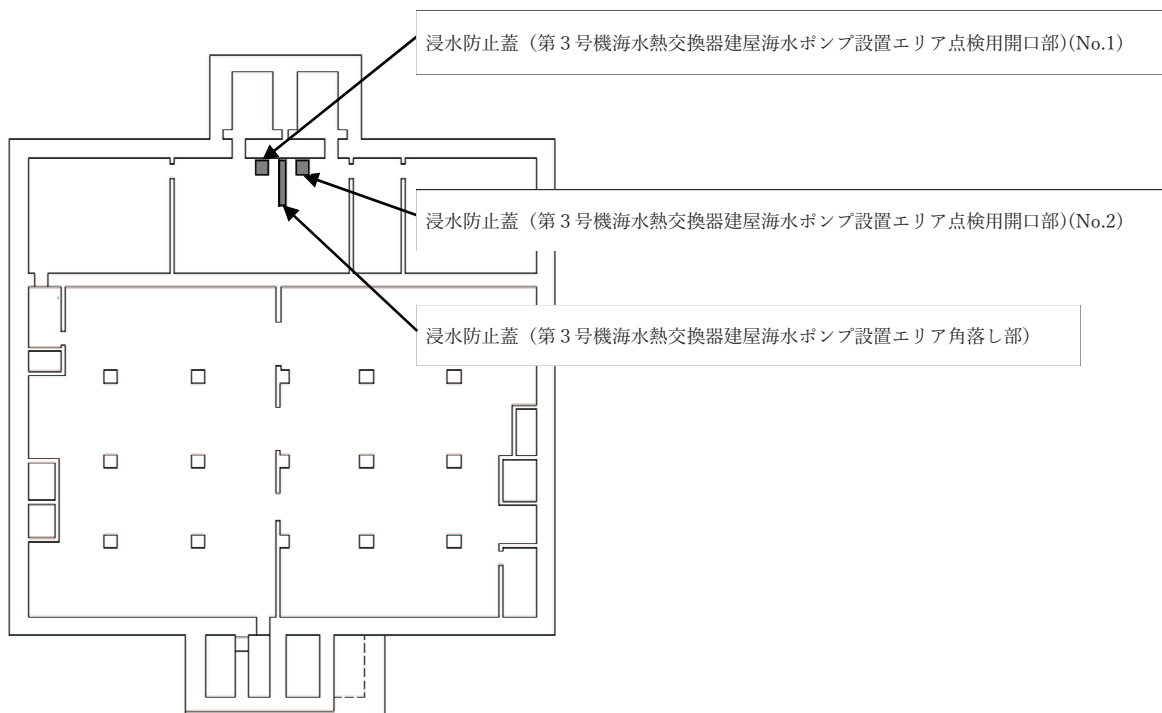 浸水防止蓋（第３号機海水熱交換器建屋海水ポンプ設置エリア点検用開口部）(No.1)
浸水防止蓋（第３号機海水熱交換器建屋海水ポンプ設置エリア点検用開口部）(No.2)
浸水防止蓋（第３号機海水熱交換器建屋海水ポンプ設置エリア角落し部）